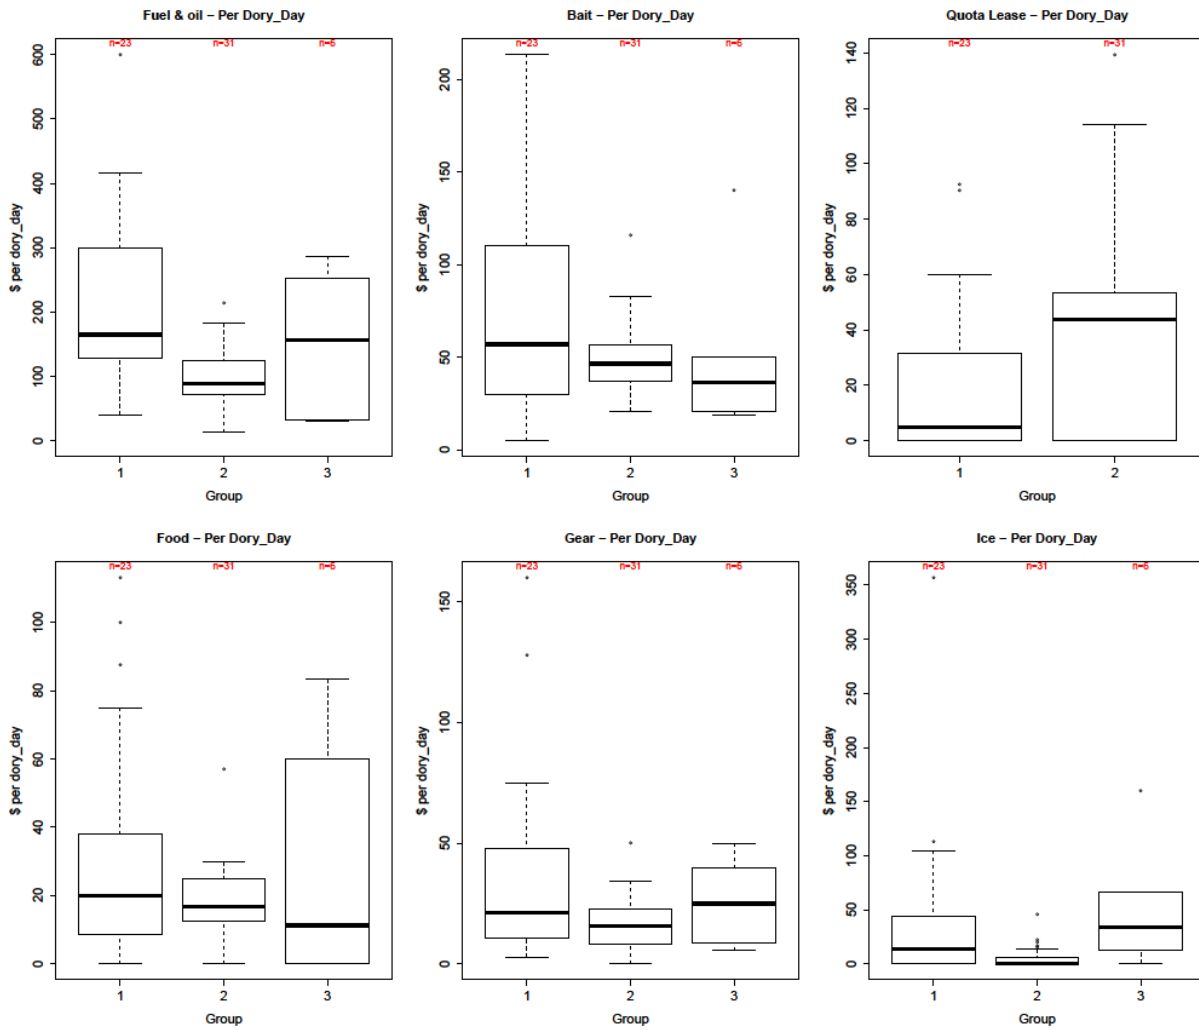 Fuel & oil – Per Dory_Day
n=23 n=31 n=6
600
500
400
300
200
100
0
$ per dory_day
1 2 3
Group
Bait – Per Dory_Day
n=23 n=31 n=6
200
150
100
50
0
$ per dory_day
1 2 3
Group
Quota Lease – Per Dory_Day
n=23 n=31
140
120
100
80
60
40
20
0
$ per dory_day
1 2
Group
Food – Per Dory_Day
n=23 n=31 n=6
100
80
60
40
20
0
$ per dory_day
1 2 3
Group
Gear – Per Dory_Day
n=23 n=31 n=6
150
100
50
0
$ per dory_day
1 2 3
Group
Ice – Per Dory_Day
n=23 n=31 n=6
350
300
250
200
150
100
50
0
$ per dory_day
1 2 3
Group